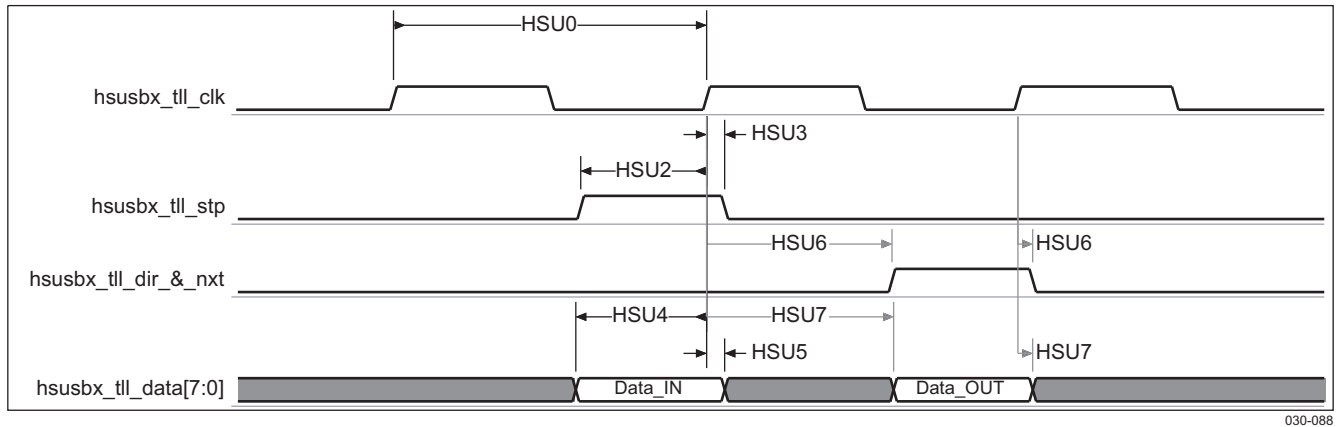 HSU0
hsusbx_tll_clk
HSU3
HSU2
hsusbx_tll_stp
HSU6 HSU6
hsusbx_tll_dir_&_nxt
HSU4 HSU7
HSU5 HSU7
hsusbx_tll_data[7:0] Data_IN Data_OUT
030-088